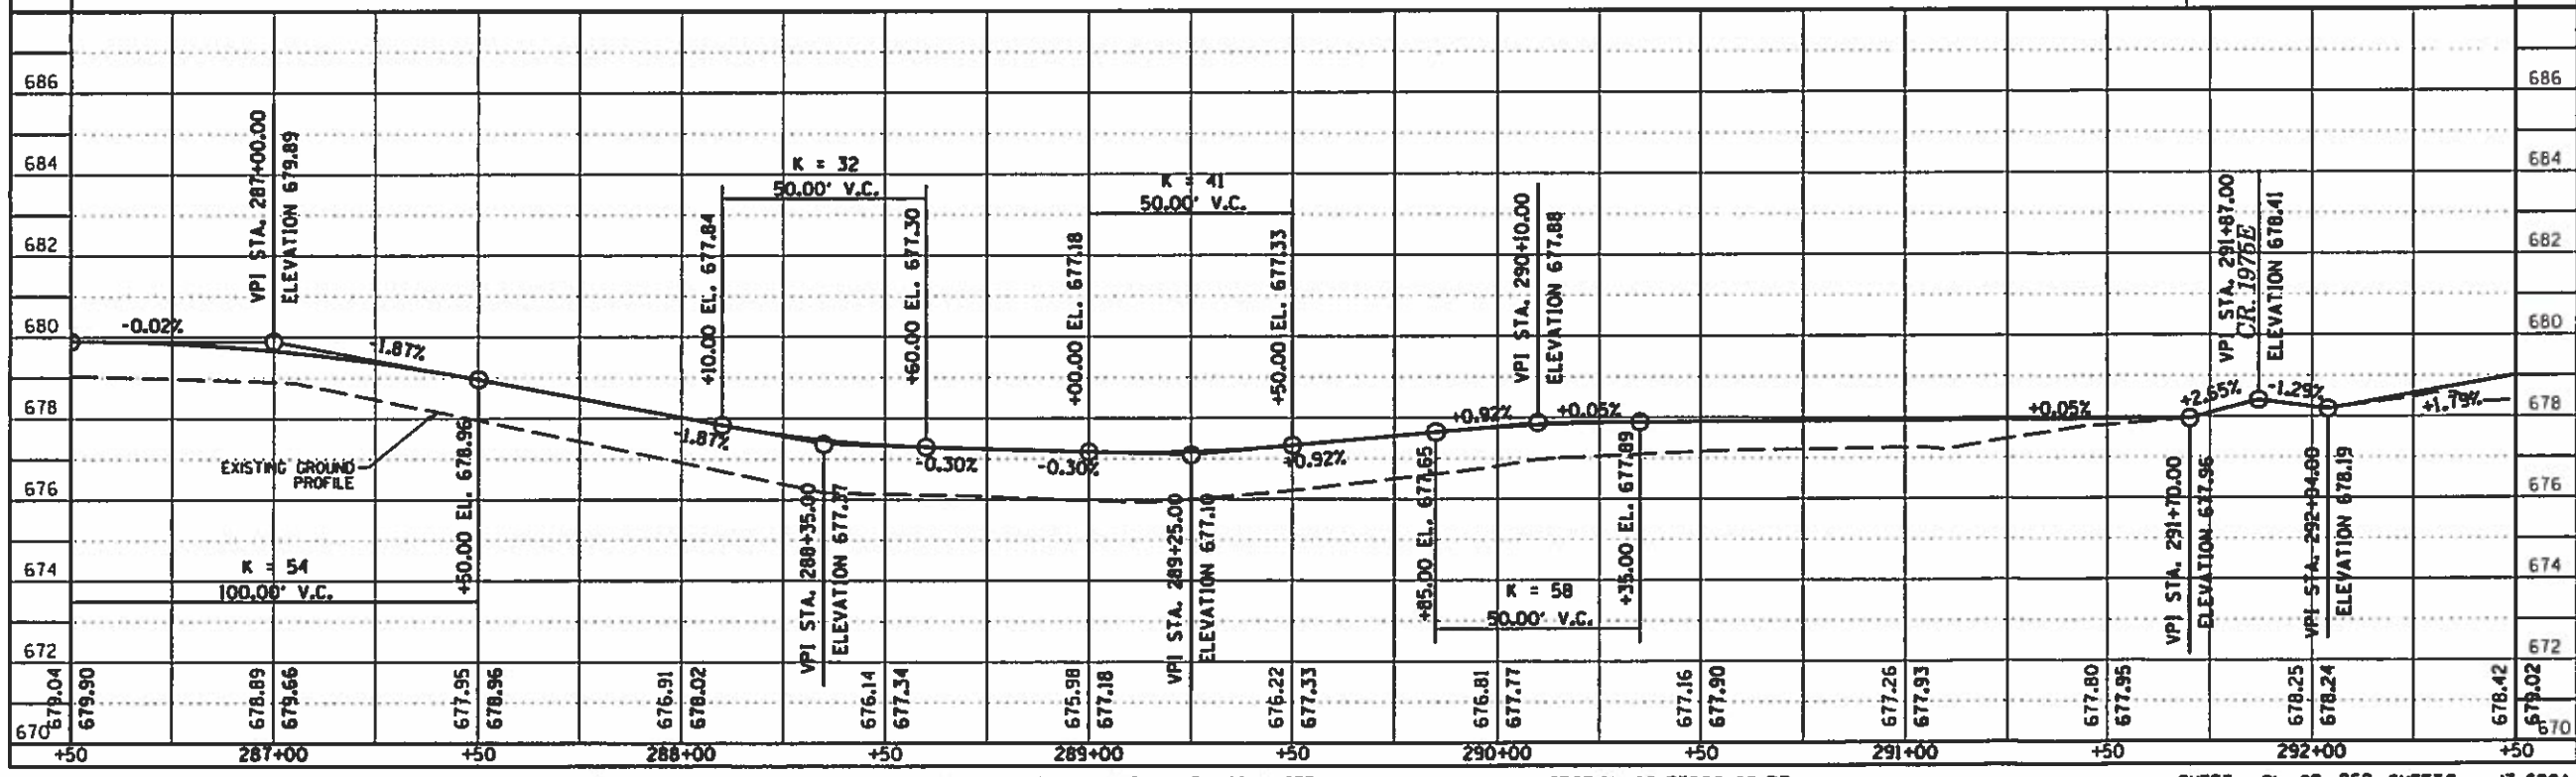 686
686
684
684
682
682
680
680
678
678
676
676
674
674
672
672
670
670
VPI STA. 287+00.00
ELEVATION 679.89
-0.02%
-1.87%
EXISTING GROUND
PROFILE
K = 54
100.00' V.C.
+50.00 EL. 678.96
-1.87%
+10.00 EL. 677.84
K = 32
50.00' V.C.
+60.00 EL. 677.30
VPI STA. 288+35.00
ELEVATION 677.37
-0.30%
-0.30%
+00.00 EL. 677.18
K = 41
50.00' V.C.
+50.00 EL. 677.33
VPI STA. 289+25.00
ELEVATION 677.10
+0.92%
+0.92%
+85.00 EL. 677.65
VPI STA. 290+10.00
ELEVATION 677.88
+0.05%
K = 58
50.00' V.C.
+35.00 EL. 677.89
+0.05%
VPI STA. 291+70.00
ELEVATION 677.96
+2.65%
VPI STA. 291+87.00
CR. 1975E
ELEVATION 678.41
-1.29%
VPI STA. 292+04.00
ELEVATION 678.19
+1.79%
679.04
679.90
678.89
679.66
677.95
678.96
676.91
678.02
676.14
677.34
675.98
677.18
676.22
677.33
676.81
677.77
677.16
677.90
677.26
677.93
677.80
677.95
678.25
678.24
678.42
679.02
+50
287+00
+50
288+00
+50
289+00
+50
290+00
+50
291+00
+50
292+00
+50